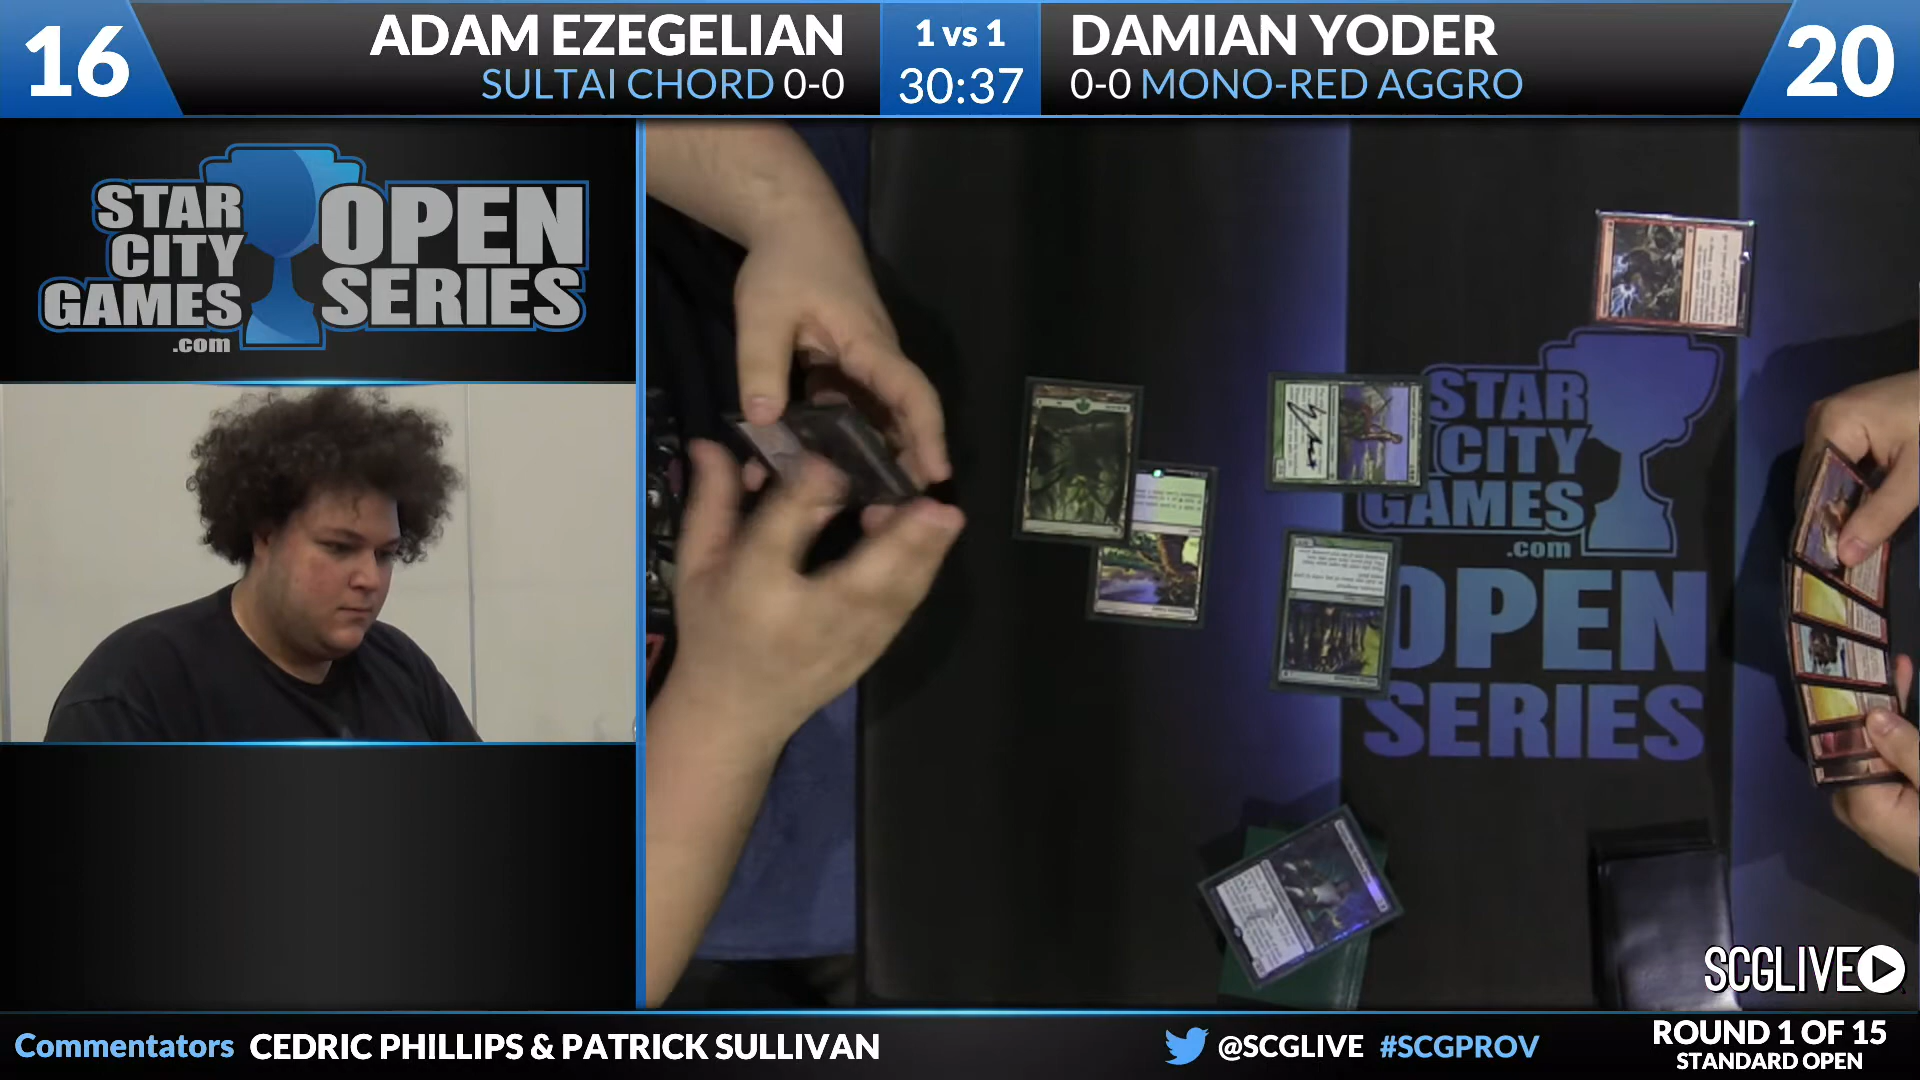 16
ADAM EZEGELIAN
SULTAI CHORD 0-0
1 vs 1
30:37
DAMIAN YODER
0-0 MONO-RED AGGRO
20
STAR
CITY
GAMES
.com
OPEN
SERIES
STAR
CITY
GAMES
.com
OPEN
SERIES
SCGLIVE
Commentators CEDRIC PHILLIPS & PATRICK SULLIVAN
@SCGLIVE #SCGPROV
ROUND 1 OF 15
STANDARD OPEN